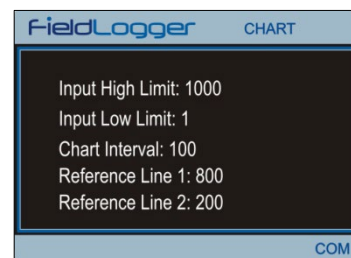 FieldLogger CHART
Input High Limit: 1000
Input Low Limit: 1
Chart Interval: 100
Reference Line 1: 800
Reference Line 2: 200
COM